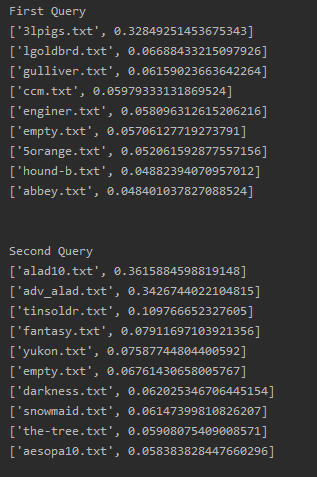 First Query
['3lpigs.txt', 0.32849251453675343]
['lgoldbrd.txt', 0.06688433215097926]
['gulliver.txt', 0.06159023663642264]
['ccm.txt', 0.05979333131869524]
['enginer.txt', 0.058096312615206216]
['empty.txt', 0.05706127719273791]
['5orange.txt', 0.052061592877557156]
['hound-b.txt', 0.04882394070957012]
['abbey.txt', 0.048401037827088524]
Second Query
['alad10.txt', 0.3615884598819148]
['adv_alad.txt', 0.3426744022104815]
['tinsoldr.txt', 0.109766652327605]
['fantasy.txt', 0.07911697103921356]
['yukon.txt', 0.07587744804400592]
['empty.txt', 0.06761430658005767]
['darkness.txt', 0.062025346706445154]
['snowmaid.txt', 0.06147399810826207]
['the-tree.txt', 0.05908075409008571]
['aesopa10.txt', 0.058383828447660296]